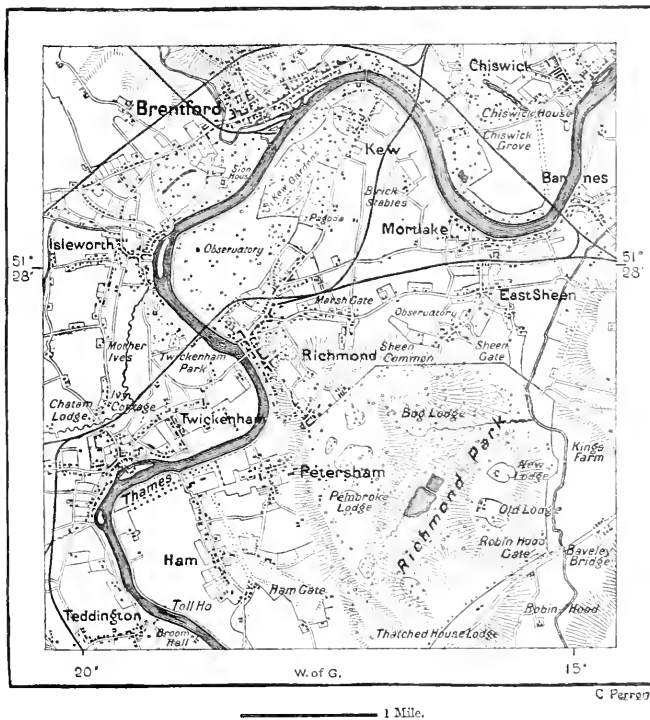 Chiswick
Brentford
Chiswick House
Chiswick
Grove
Kew
Sion
House
Kew Gardens
Brick
Stables
Barnes
Pagoda
Mortlake
Isleworth
Observatory
51°
28'
51°
28'
Marsh Gate
East Sheen
Observatory
Mother
Ives
Twickenham
Park
Richmond
Sheen
Common
Sheen
Gate
Chatam
Lodge
Ivy
Cottage
Twickenham
Bog Lodge
Kings
Farm
Petersham
New
Lodge
Thames
Pembroke
Lodge
Richmond Park
Old Lodge
Robin Hood
Gate
Baveley
Bridge
Ham
Ham Gate
Toll Ho
Robin Hood
Teddington
Broom
Hall
Thatched House Lodge
20'
W. of G.
15'
C Perron
1 Mile.